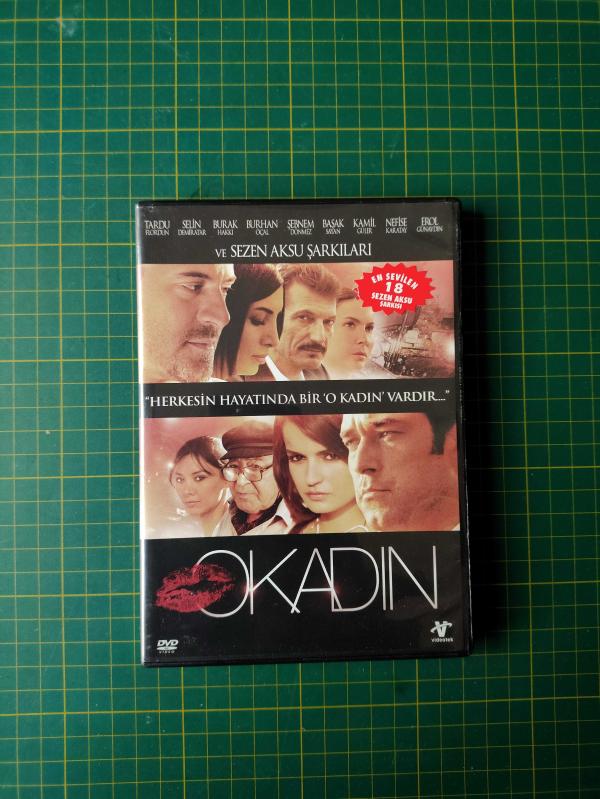 TARDU SELİN BURAK BURHAN ŞEBNEM BAŞAK KAMİL NEFİSE EROL
FLORDUN DEMİRATAR HAKKI ÖÇAL DÖNMEZ SAYAN GÜLER KARATAY GÜNAYDIN
VE SEZEN AKSU ŞARKILARI
EN SEVİLEN
18
SEZEN AKSU
ŞARKISI
"HERKESİN HAYATINDA BİR 'O KADIN' VARDIR...."
OKADIN
DVD
VIDEO
videotek